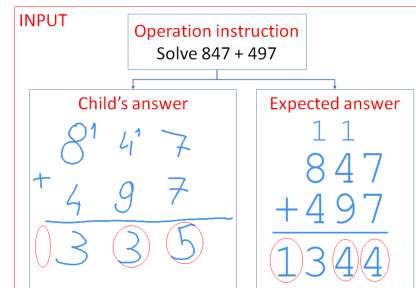 INPUT
Operation instruction
Solve 847 + 497
Child's answer
8¹ 4¹ 7
+ 4 9 7
3 3 5
Expected answer
1 1
847
+497
1344